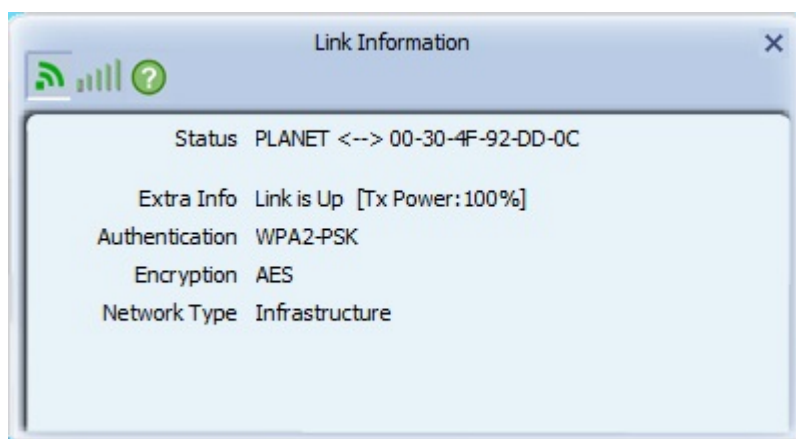 Link Information
?
Status PLANET <--> 00-30-4F-92-DD-0C
Extra Info Link is Up [Tx Power:100%]
Authentication WPA2-PSK
Encryption AES
Network Type Infrastructure